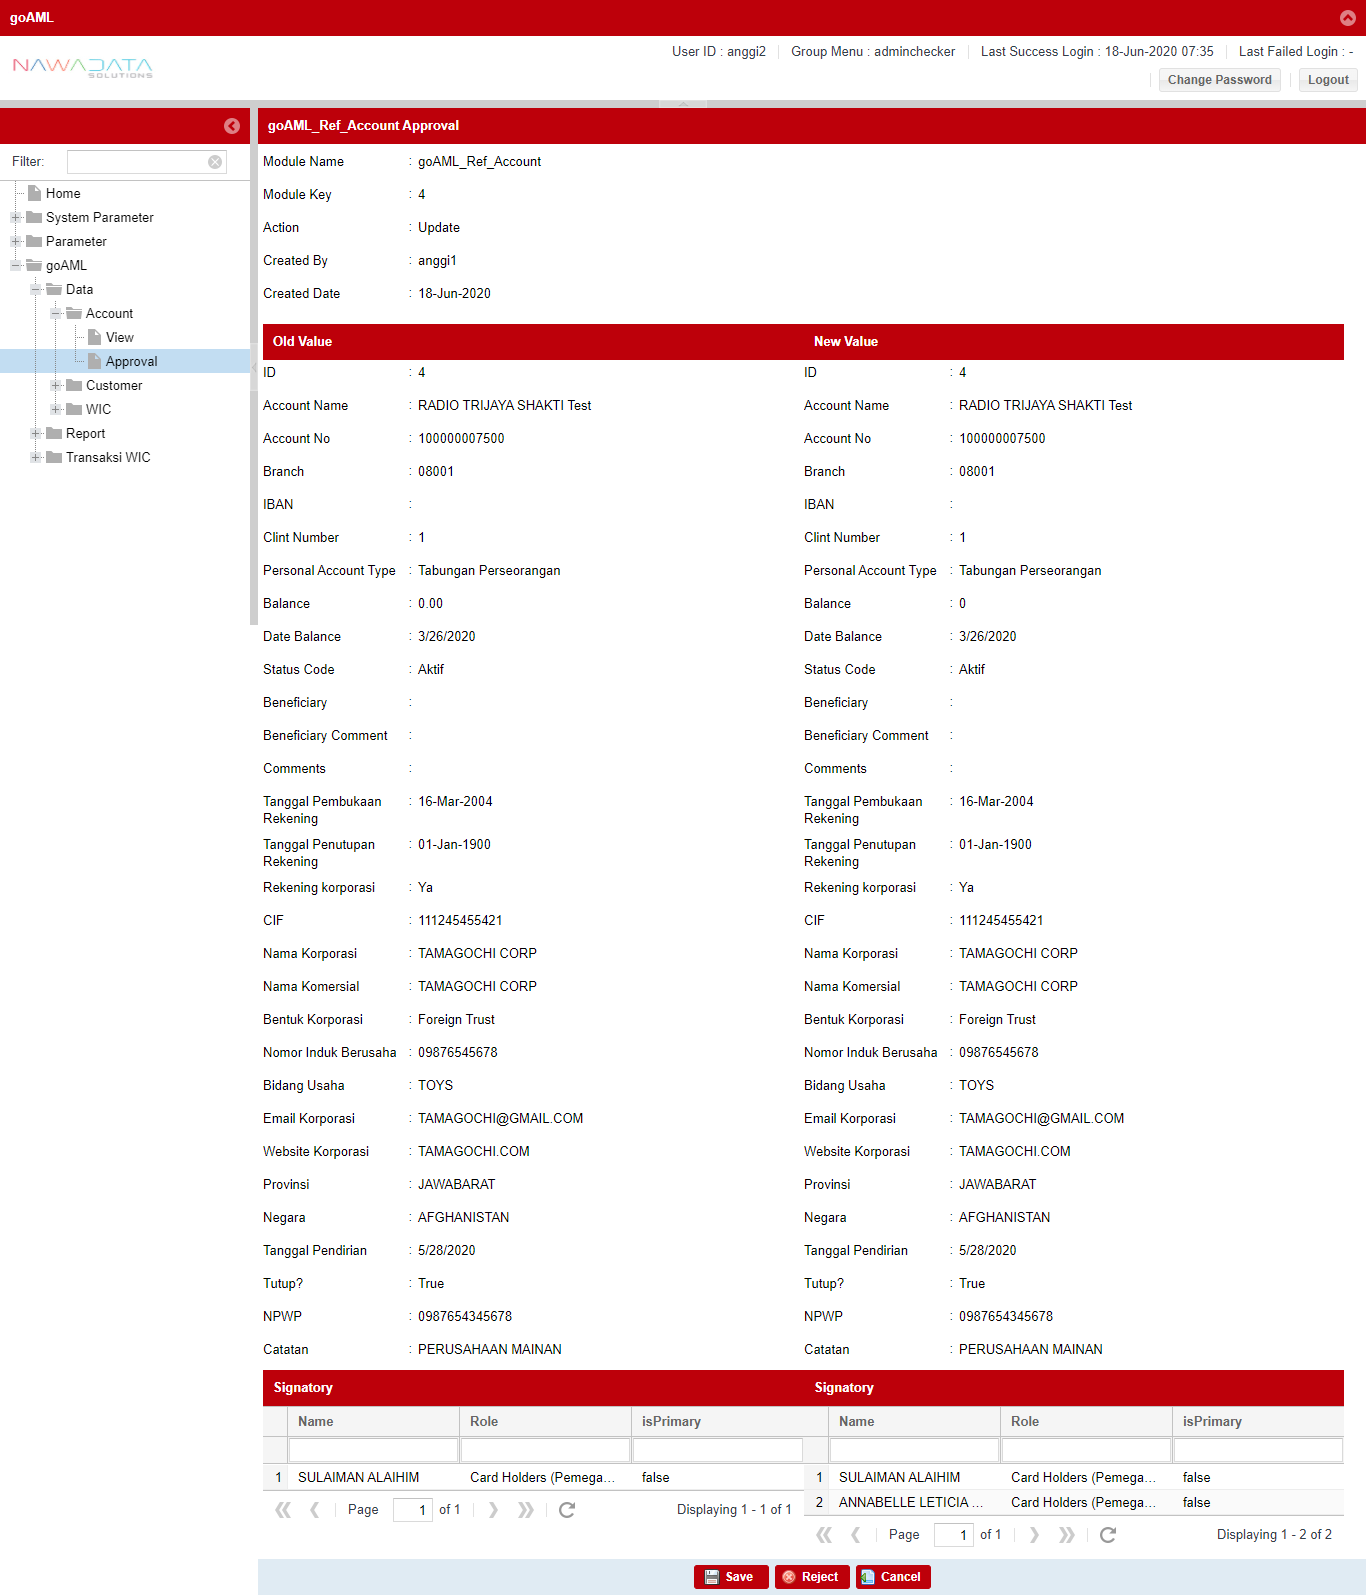 goAML
NAWADATA
SOLUTIONS
User ID : anggi2 Group Menu : adminchecker Last Success Login : 18-Jun-2020 07:35 Last Failed Login : -
Change Password Logout
goAML_Ref_Account Approval
Filter:
Home
System Parameter
Parameter
goAML
Data
Account
View
Approval
Customer
WIC
Report
Transaksi WIC
Module Name : goAML_Ref_Account
Module Key : 4
Action : Update
Created By : anggi1
Created Date : 18-Jun-2020
Old Value New Value
ID : 4 ID : 4
Account Name : RADIO TRIJAYA SHAKTI Test Account Name : RADIO TRIJAYA SHAKTI Test
Account No : 100000007500 Account No : 100000007500
Branch : 08001 Branch : 08001
IBAN : IBAN :
Clint Number : 1 Clint Number : 1
Personal Account Type : Tabungan Perseorangan Personal Account Type : Tabungan Perseorangan
Balance : 0.00 Balance : 0
Date Balance : 3/26/2020 Date Balance : 3/26/2020
Status Code : Aktif Status Code : Aktif
Beneficiary : Beneficiary :
Beneficiary Comment : Beneficiary Comment :
Comments : Comments :
Tanggal Pembukaan : 16-Mar-2004 Tanggal Pembukaan : 16-Mar-2004
Rekening Rekening
Tanggal Penutupan : 01-Jan-1900 Tanggal Penutupan : 01-Jan-1900
Rekening Rekening
Rekening korporasi : Ya Rekening korporasi : Ya
CIF : 111245455421 CIF : 111245455421
Nama Korporasi : TAMAGOCHI CORP Nama Korporasi : TAMAGOCHI CORP
Nama Komersial : TAMAGOCHI CORP Nama Komersial : TAMAGOCHI CORP
Bentuk Korporasi : Foreign Trust Bentuk Korporasi : Foreign Trust
Nomor Induk Berusaha : 09876545678 Nomor Induk Berusaha : 09876545678
Bidang Usaha : TOYS Bidang Usaha : TOYS
Email Korporasi : TAMAGOCHI@GMAIL.COM Email Korporasi : TAMAGOCHI@GMAIL.COM
Website Korporasi : TAMAGOCHI.COM Website Korporasi : TAMAGOCHI.COM
Provinsi : JAWABARAT Provinsi : JAWABARAT
Negara : AFGHANISTAN Negara : AFGHANISTAN
Tanggal Pendirian : 5/28/2020 Tanggal Pendirian : 5/28/2020
Tutup? : True Tutup? : True
NPWP : 0987654345678 NPWP : 0987654345678
Catatan : PERUSAHAAN MAINAN Catatan : PERUSAHAAN MAINAN
Signatory Signatory
Name Role isPrimary Name Role isPrimary
1 SULAIMAN ALAIHIM Card Holders (Pemega... false 1 SULAIMAN ALAIHIM Card Holders (Pemega... false
2 ANNABELLE LETICIA ... Card Holders (Pemega... false
Page 1 of 1 Displaying 1 - 1 of 1
Page 1 of 1 Displaying 1 - 2 of 2
Save Reject Cancel